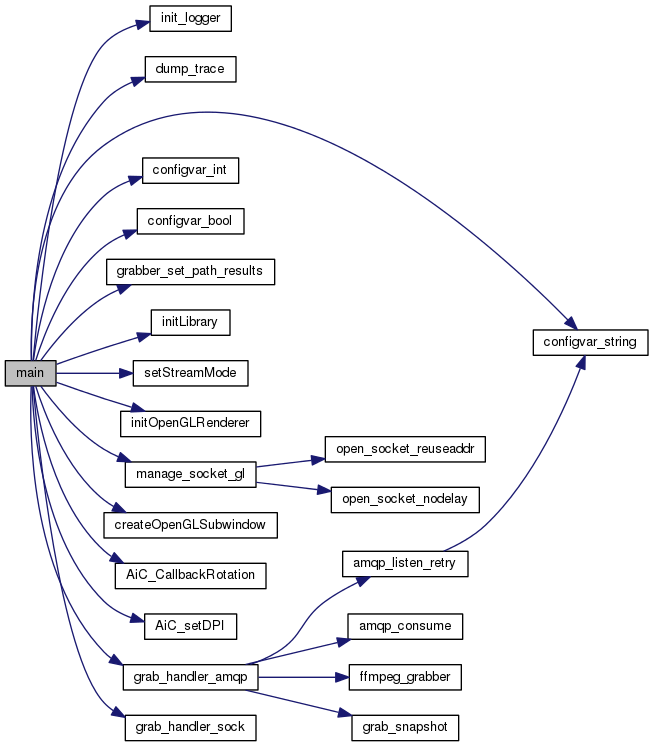 init_logger
dump_trace
configvar_int
configvar_bool
grabber_set_path_results
initLibrary
configvar_string
main
setStreamMode
initOpenGLRenderer
open_socket_reuseaddr
manage_socket_gl
open_socket_nodelay
createOpenGLSubwindow
amqp_listen_retry
AiC_CallbackRotation
AiC_setDPI
amqp_consume
grab_handler_amqp
ffmpeg_grabber
grab_handler_sock
grab_snapshot